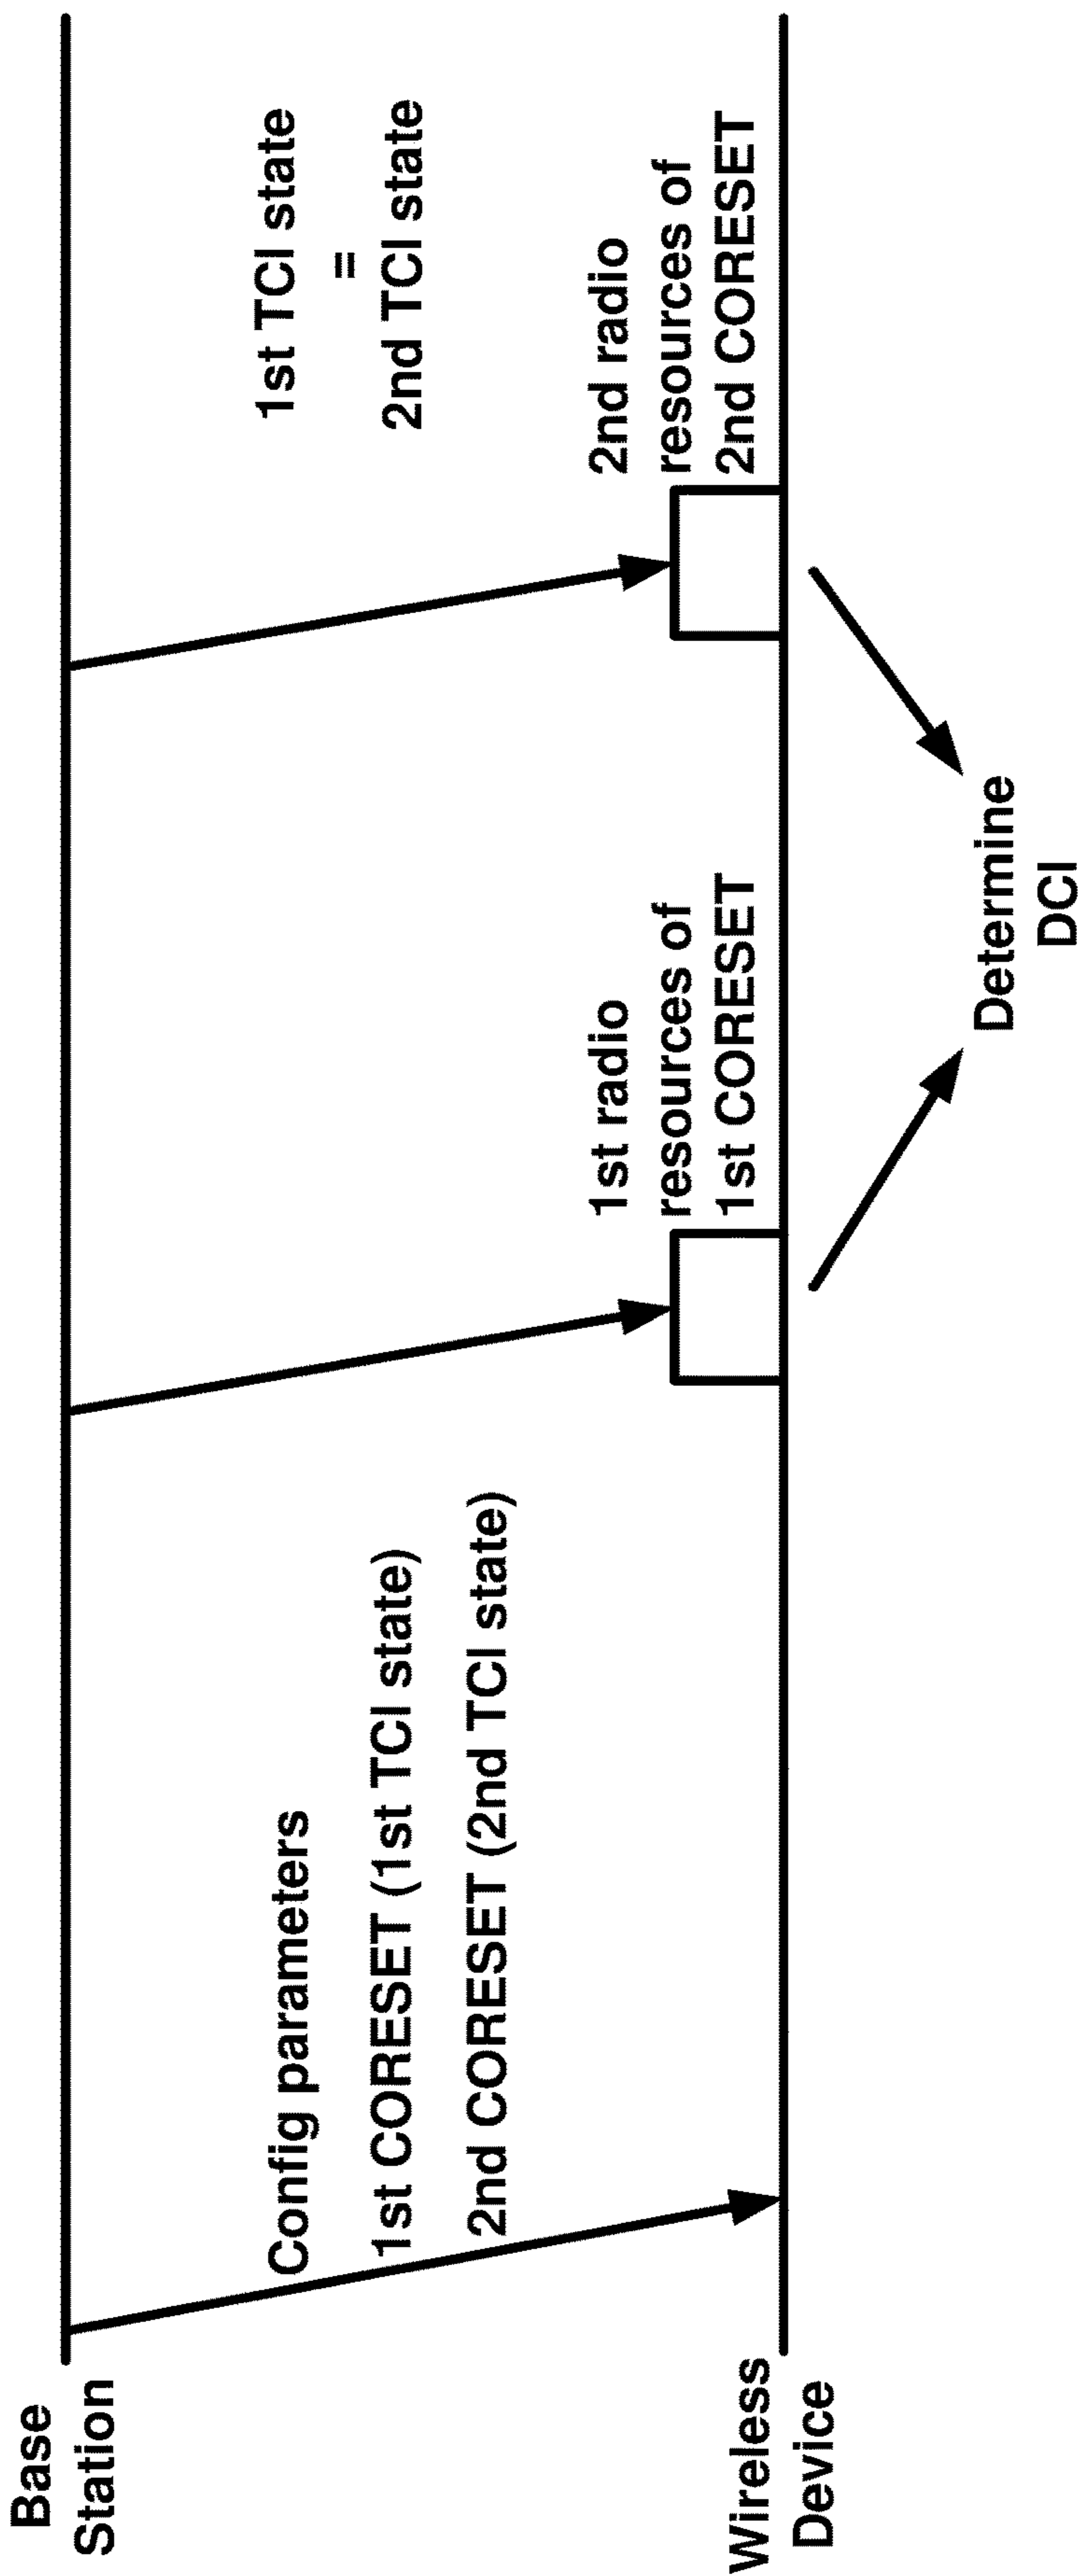 Base
Station
Config parameters
1st CORESET (1st TCI state)
2nd CORESET (2nd TCI state)
1st TCI state
=
2nd TCI state
1st radio
resources of
1st CORESET
2nd radio
resources of
2nd CORESET
Wireless
Device
Determine
DCI